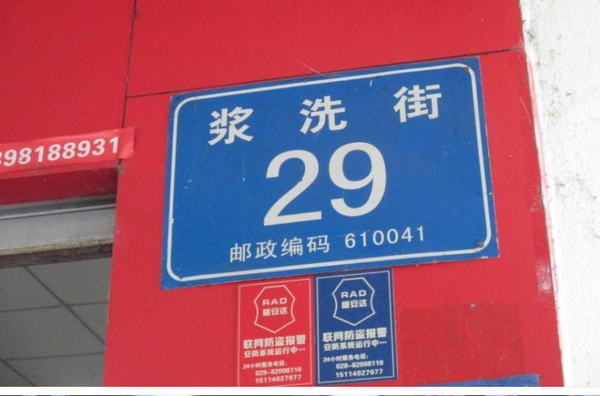 浆洗街
29
邮政编码 610041
98188931
RAD
联网防盗报警
安防系统运行中···
24小时服务电话:
028-82008110
15114027077
RAD
联网防盗报警
安防系统运行中···
24小时服务电话:
028-82008110
15114027077